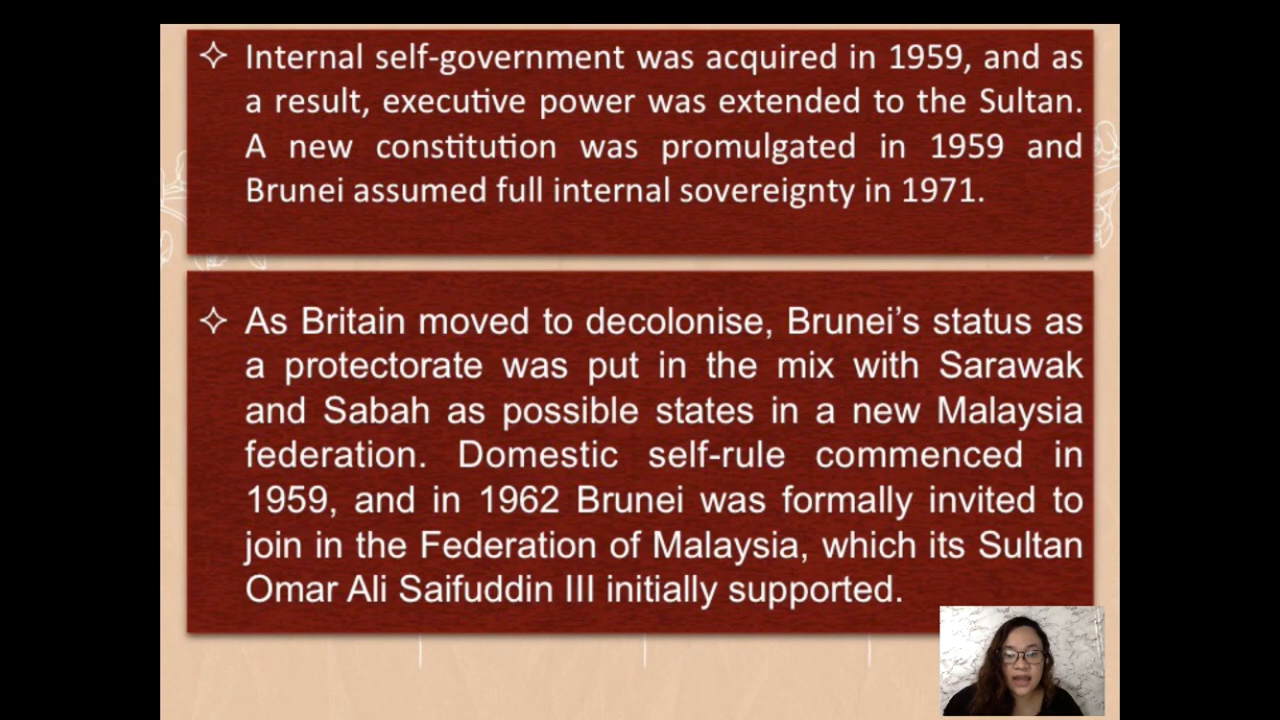 Internal self-government was acquired in 1959, and as
a result, executive power was extended to the Sultan.
A new constitution was promulgated in 1959 and
Brunei assumed full internal sovereignty in 1971.
As Britain moved to decolonise, Brunei’s status as
a protectorate was put in the mix with Sarawak
and Sabah as possible states in a new Malaysia
federation. Domestic self-rule commenced in
1959, and in 1962 Brunei was formally invited to
join in the Federation of Malaysia, which its Sultan
Omar Ali Saifuddin III initially supported.